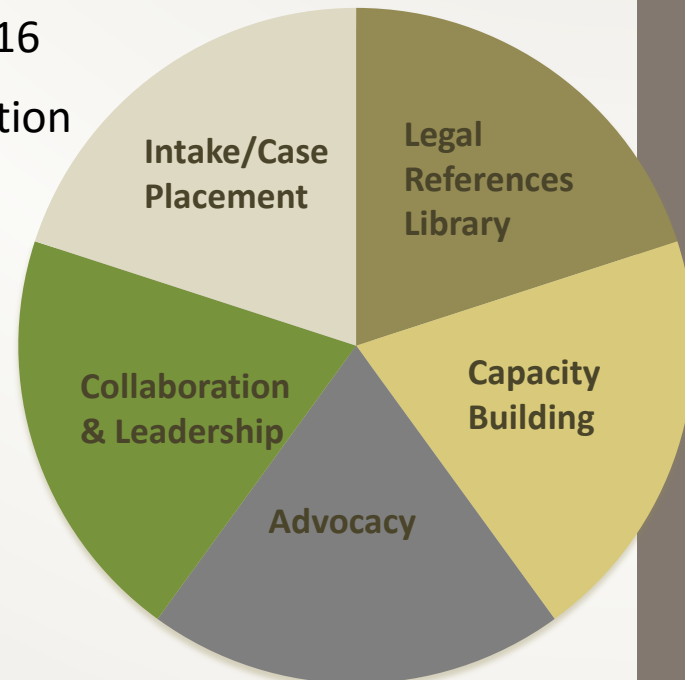 16
tion
Intake/Case
Placement
Legal
References
Library
Collaboration
& Leadership
Capacity
Building
Advocacy